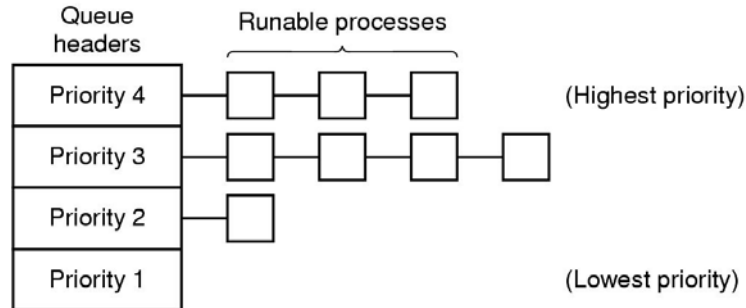 Queue
headers
Runable processes
Priority 4
(Highest priority)
Priority 3
Priority 2
Priority 1
(Lowest priority)